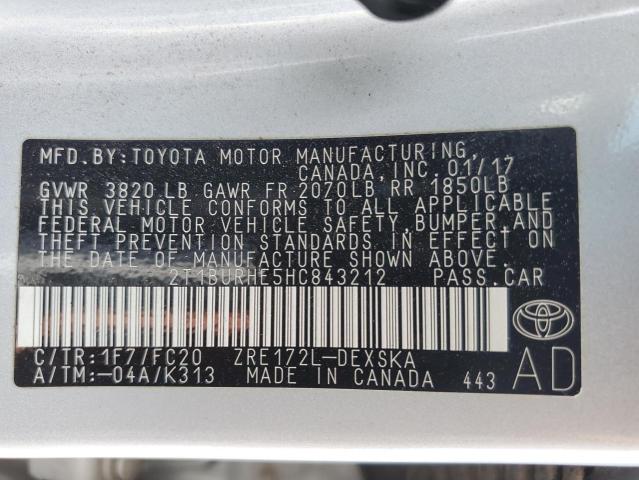 MFD.BY:TOYOTA MOTOR MANUFACTURING,
CANADA,INC. 01/17
GVWR 3820 LB GAWR FR 2070LB, RR 1850LB
THIS VEHICLE CONFORMS TO ALL APPLICABLE
FEDERAL MOTOR VEHICLE SAFETY, BUMPER, AND
THEFT PREVENTION STANDARDS IN EFFECT ON
THE DATE OF MANUFACTURE SHOWN ABOVE.
2T1BURHE5HC843212 PASS.CAR
C/TR:1F7/FC20 ZRE172L-DEXSKA
A/TM:-04A/K313 MADE IN CANADA 443
AD